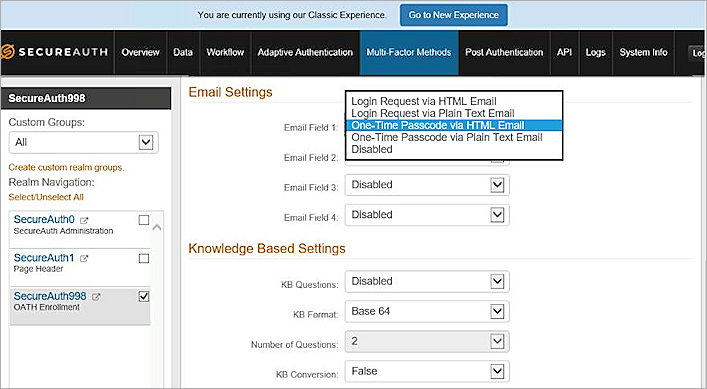 You are currently using our Classic Experience. Go to New Experience
SECUREAUTH Overview Data Workflow Adaptive Authentication Multi-Factor Methods Post Authentication API Logs System Info Log
SecureAuth998
Custom Groups:
All
Create custom realm groups.
Realm Navigation:
Select/Unselect All
SecureAuth0
SecureAuth Administration
SecureAuth1
Page Header
SecureAuth998
OATH Enrollment
Email Settings
Email Field 1:
Login Request via HTML Email
Login Request via Plain Text Email
One-Time Passcode via HTML Email
One-Time Passcode via Plain Text Email
Disabled
Email Field 2:
Email Field 3: Disabled
Email Field 4: Disabled
Knowledge Based Settings
KB Questions: Disabled
KB Format: Base 64
Number of Questions: 2
KB Conversion: False